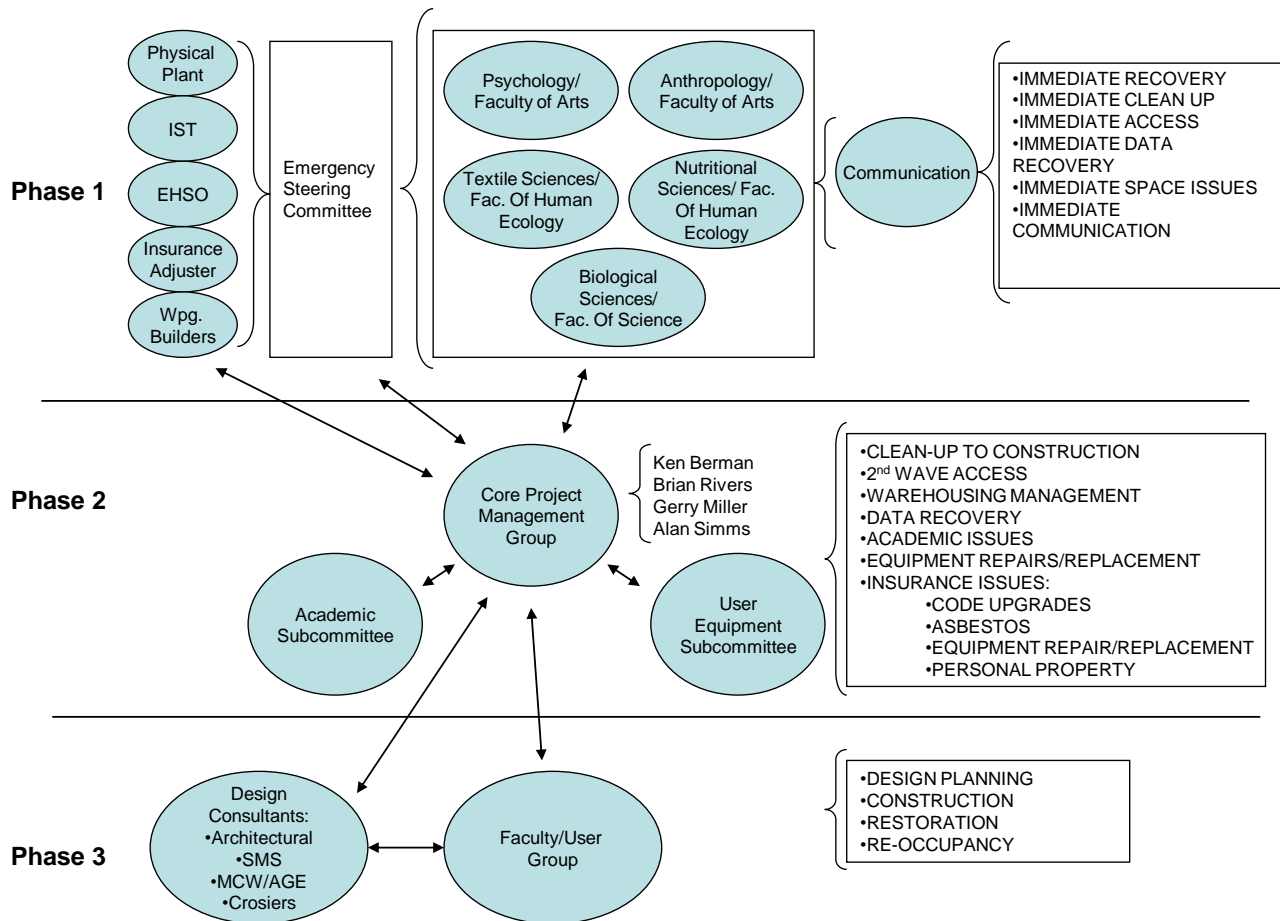 Phase 1
Physical
Plant
IST
EHSO
Insurance
Adjuster
Wpg.
Builders
Emergency
Steering
Committee
Psychology/
Faculty of Arts
Anthropology/
Faculty of Arts
Textile Sciences/
Fac. Of Human
Ecology
Nutritional
Sciences/ Fac.
Of Human
Ecology
Biological
Sciences/
Fac. Of Science
Communication
•IMMEDIATE RECOVERY
•IMMEDIATE CLEAN UP
•IMMEDIATE ACCESS
•IMMEDIATE DATA
RECOVERY
•IMMEDIATE SPACE ISSUES
•IMMEDIATE
COMMUNICATION
Phase 2
Core Project
Management
Group
Ken Berman
Brian Rivers
Gerry Miller
Alan Simms
Academic
Subcommittee
User
Equipment
Subcommittee
•CLEAN-UP TO CONSTRUCTION
•2nd WAVE ACCESS
•WAREHOUSING MANAGEMENT
•DATA RECOVERY
•ACADEMIC ISSUES
•EQUIPMENT REPAIRS/REPLACEMENT
•INSURANCE ISSUES:
•CODE UPGRADES
•ASBESTOS
•EQUIPMENT REPAIR/REPLACEMENT
•PERSONAL PROPERTY
Phase 3
Design
Consultants:
•Architectural
•SMS
•MCW/AGE
•Crosiers
Faculty/User
Group
•DESIGN PLANNING
•CONSTRUCTION
•RESTORATION
•RE-OCCUPANCY